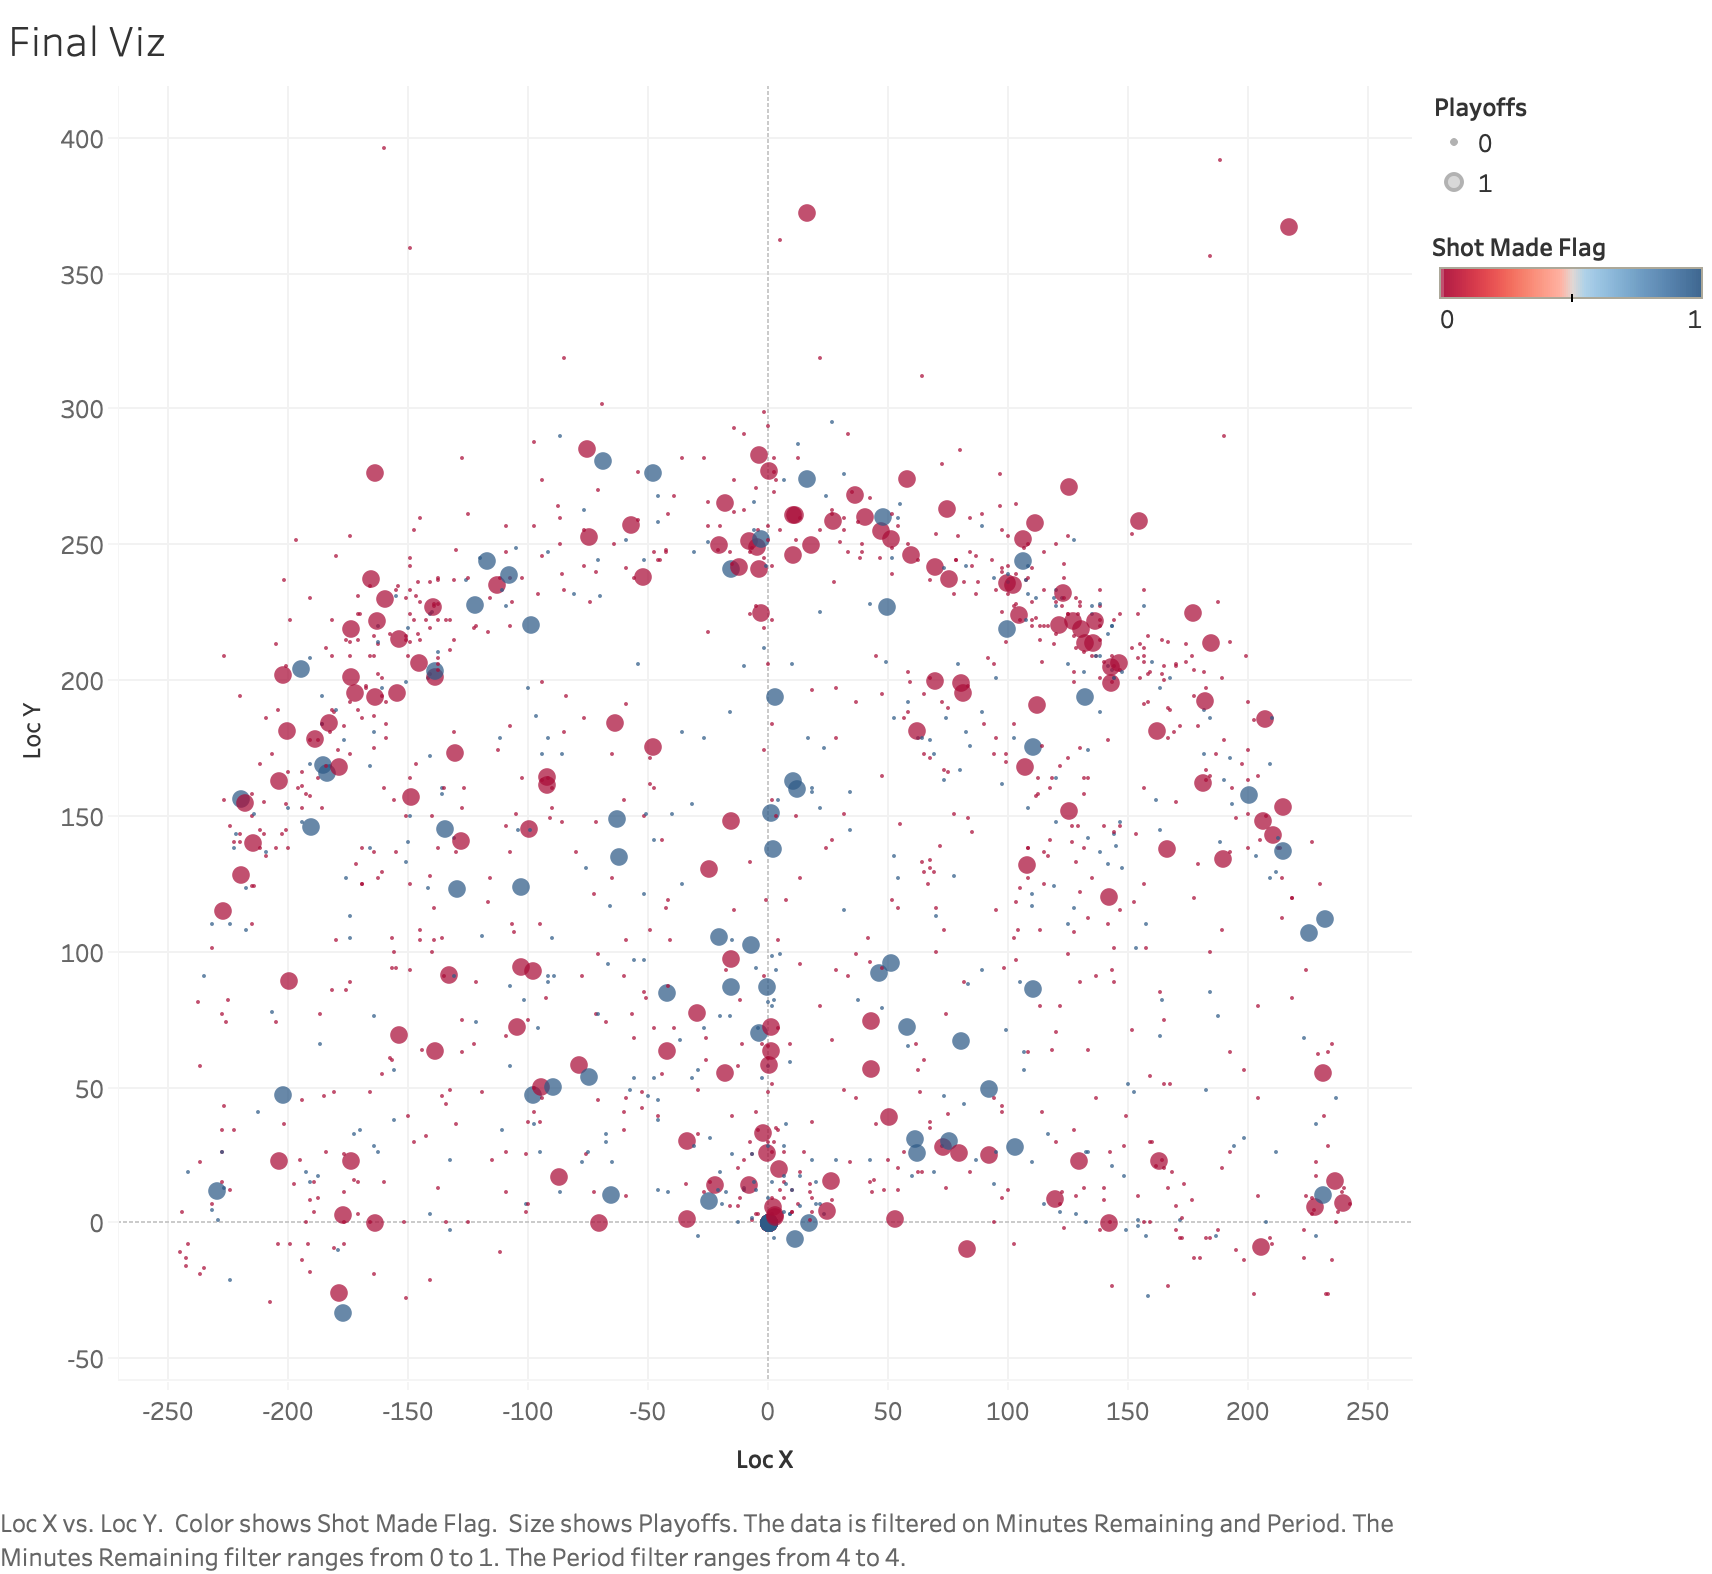 Final Viz
Playoffs
0
1
Shot Made Flag
0 1
400
350
300
250
200
150
100
50
0
-50
Loc Y
-250 -200 -150 -100 -50 0 50 100 150 200 250
Loc X
Loc X vs. Loc Y.  Color shows Shot Made Flag.  Size shows Playoffs. The data is filtered on Minutes Remaining and Period. The
Minutes Remaining filter ranges from 0 to 1. The Period filter ranges from 4 to 4.